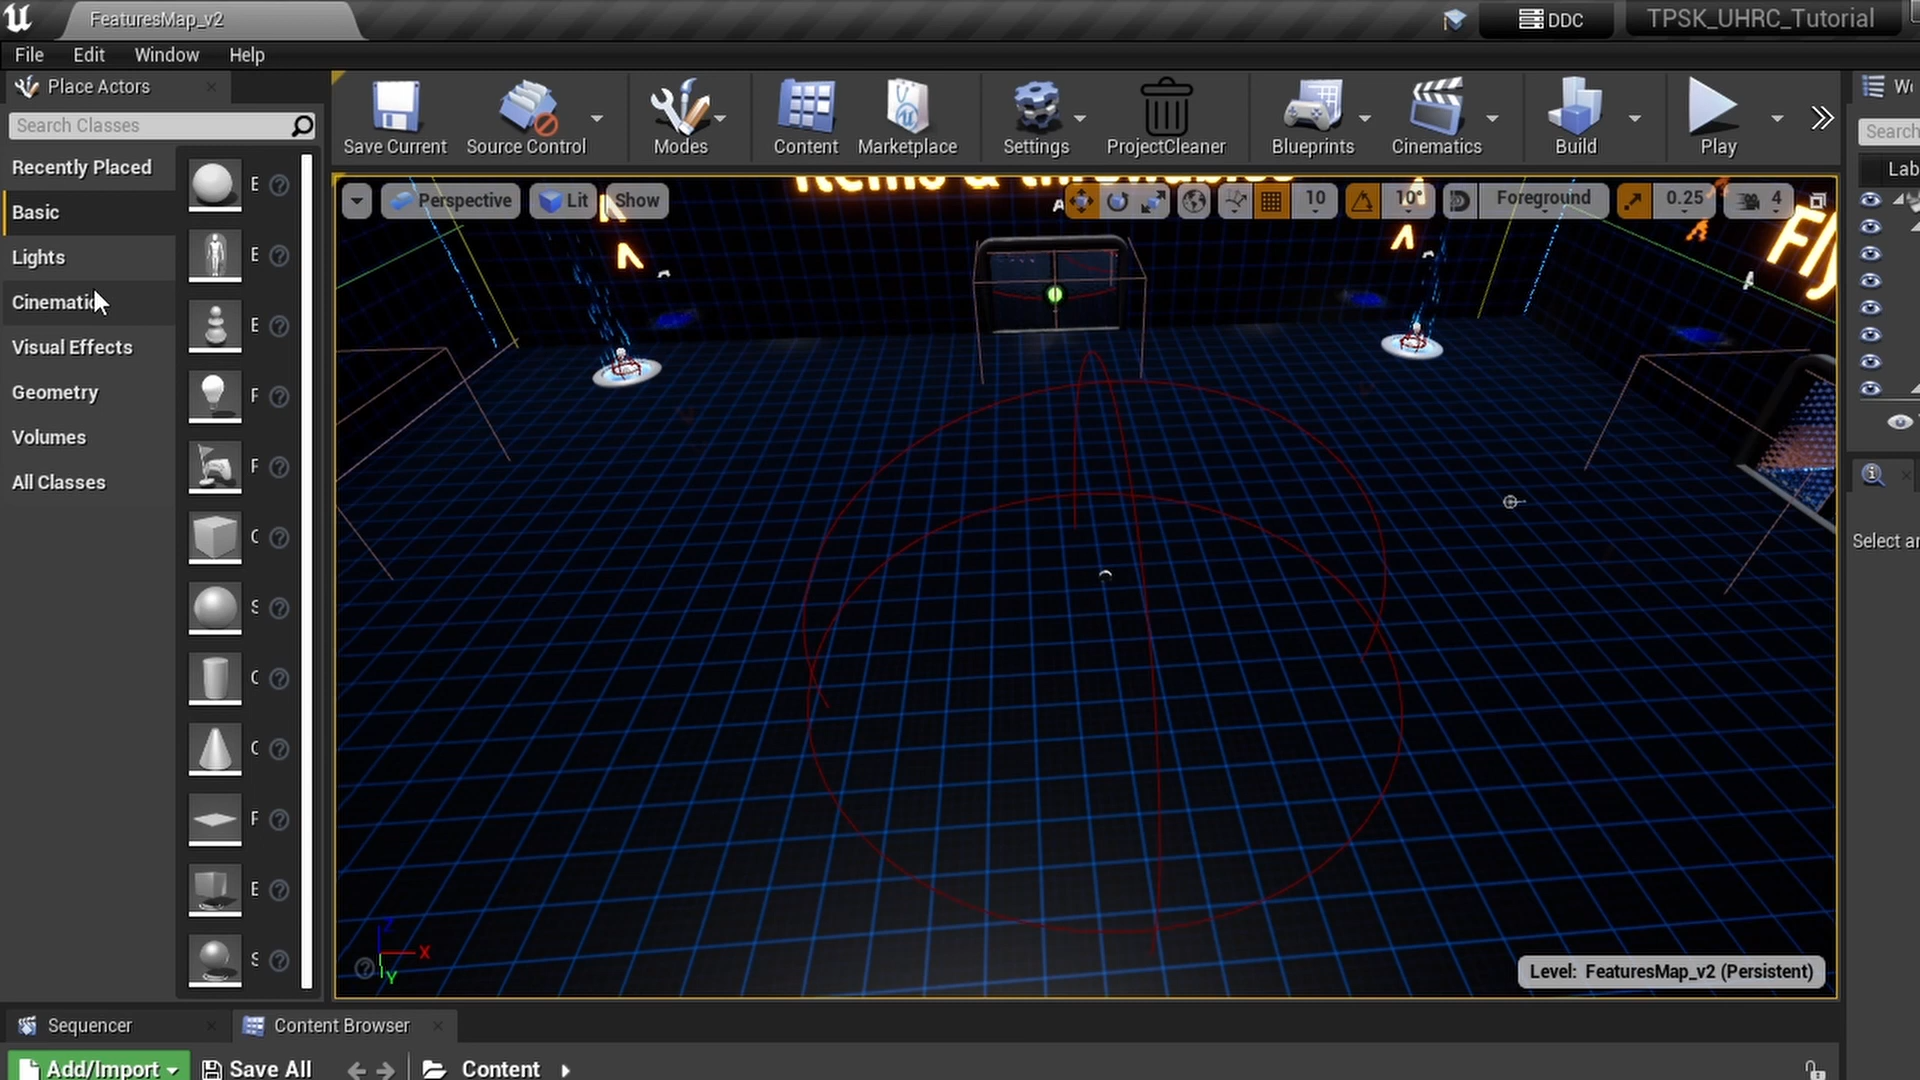 FeaturesMap_v2
DDC
TPSK_UHRC_Tutorial
File Edit Window Help
Place Actors
Search Classes
Recently Placed
Basic
Lights
Cinematic
Visual Effects
Geometry
Volumes
All Classes
E
E
E
F
F
C
S
C
C
F
E
S
Save Current
Source Control
Modes
Content
Marketplace
Settings
ProjectCleaner
Blueprints
Cinematics
Build
Play
Perspective
Lit
Show
10
10°
Foreground
0.25
4
Items & throwables
Fly
X
Y
Level: FeaturesMap_v2 (Persistent)
Search
Lab
Select an
Sequencer
Content Browser
Add/Import
Save All
Content